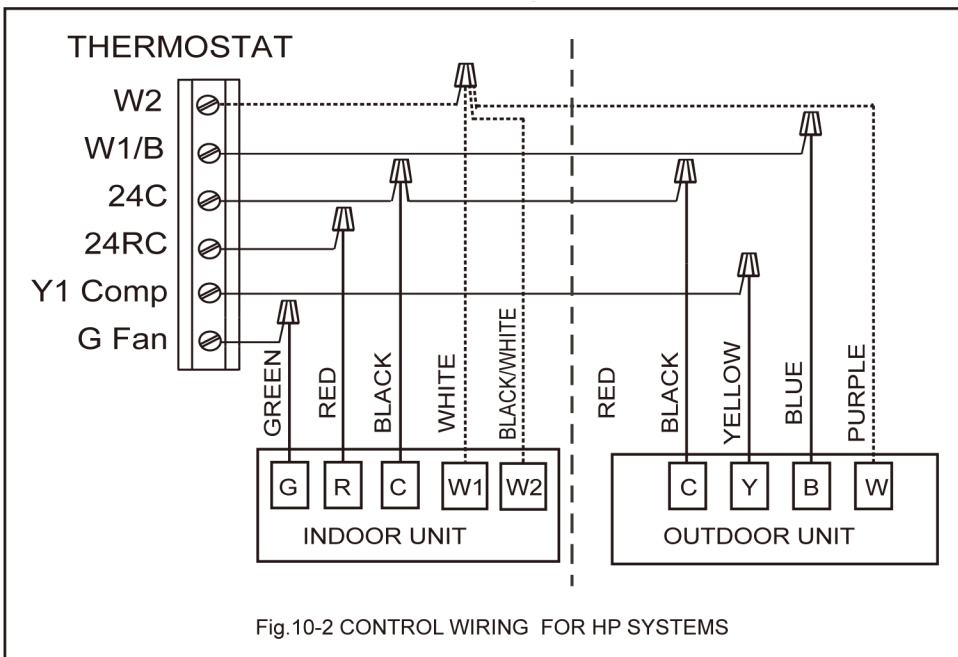 THERMOSTAT
W2
W1/B
24C
24RC
Y1 Comp
G Fan
GREEN
RED
BLACK
WHITE
BLACK/WHITE
RED
BLACK
YELLOW
BLUE
PURPLE
G R C W1 W2
INDOOR UNIT
C Y B W
OUTDOOR UNIT
Fig.10-2 CONTROL WIRING FOR HP SYSTEMS